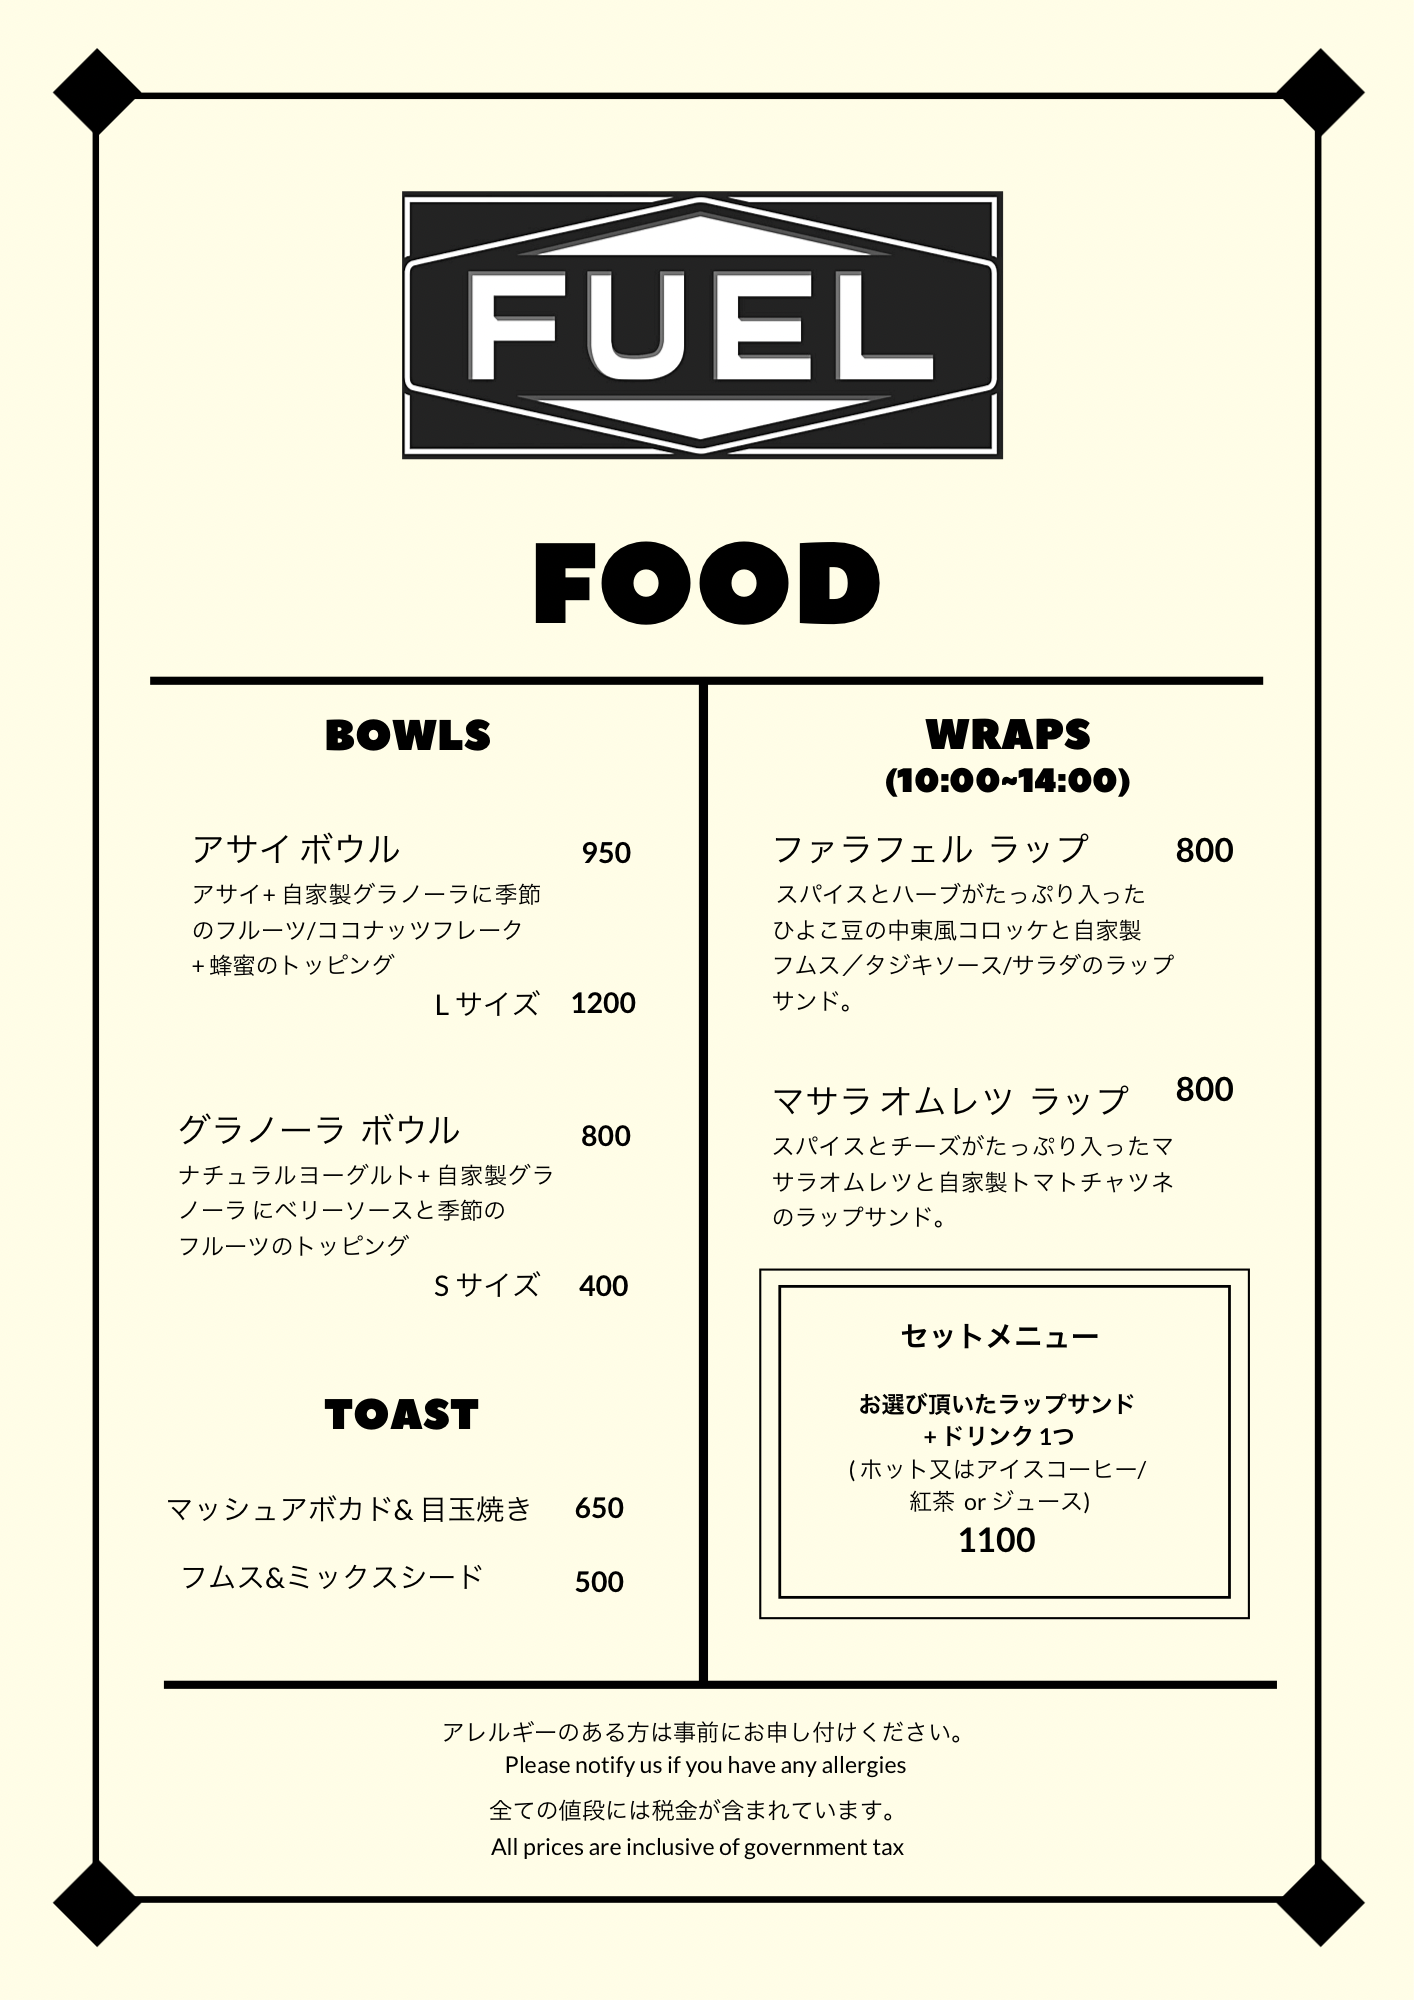 FUEL
FOOD
BOWLS
アサイ ボウル 950
アサイ+ 自家製グラノーラに季節
のフルーツ/ココナッツフレーク
+ 蜂蜜のトッピング
L サイズ 1200
グラノーラ ボウル 800
ナチュラルヨーグルト+ 自家製グラ
ノーラ にベリーソースと季節の
フルーツのトッピング
S サイズ 400
TOAST
マッシュアボカド& 目玉焼き 650
フムス&ミックスシード 500
WRAPS
(10:00~14:00)
ファラフェル ラップ 800
スパイスとハーブがたっぷり入った
ひよこ豆の中東風コロッケと自家製
フムス／タジキソース/サラダのラップ
サンド。
マサラ オムレツ ラップ 800
スパイスとチーズがたっぷり入ったマ
サラオムレツと自家製トマトチャツネ
のラップサンド。
セットメニュー
お選び頂いたラップサンド
+ ドリンク 1つ
( ホット又はアイスコーヒー/
紅茶 or ジュース)
1100
アレルギーのある方は事前にお申し付けください。
Please notify us if you have any allergies
全ての値段には税金が含まれています。
All prices are inclusive of government tax